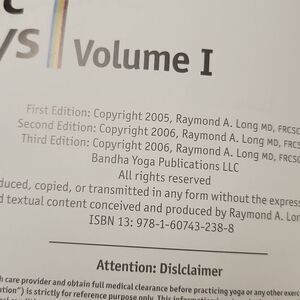 c
ys Volume I
First Edition: Copyright 2005, Raymond A. Long MD, FRCSC
Second Edition: Copyright 2006, Raymond A. Long MD, FRCSC
Third Edition: Copyright 2006, Raymond A. Long MD, FRCSC
Bandha Yoga Publications LLC
All rights reserved
duced, copied, or transmitted in any form without the express
d textual content conceived and produced by Raymond A. Long
ISBN 13: 978-1-60743-238-8
Attention: Dislclaimer
h care provider and obtain full medical clearance before practicing yoga or any other exerci
ution") is strictly for reference purpose only. This